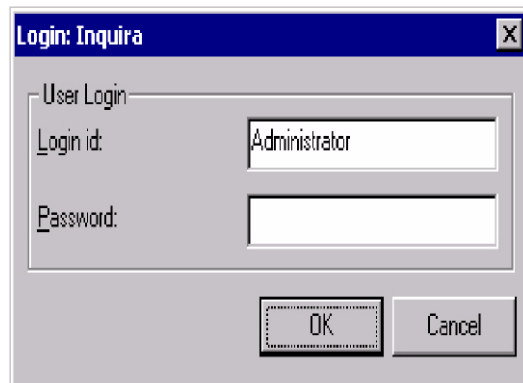 Login: Inquira
User Login
Login id:
Administrator
Password:
OK
Cancel